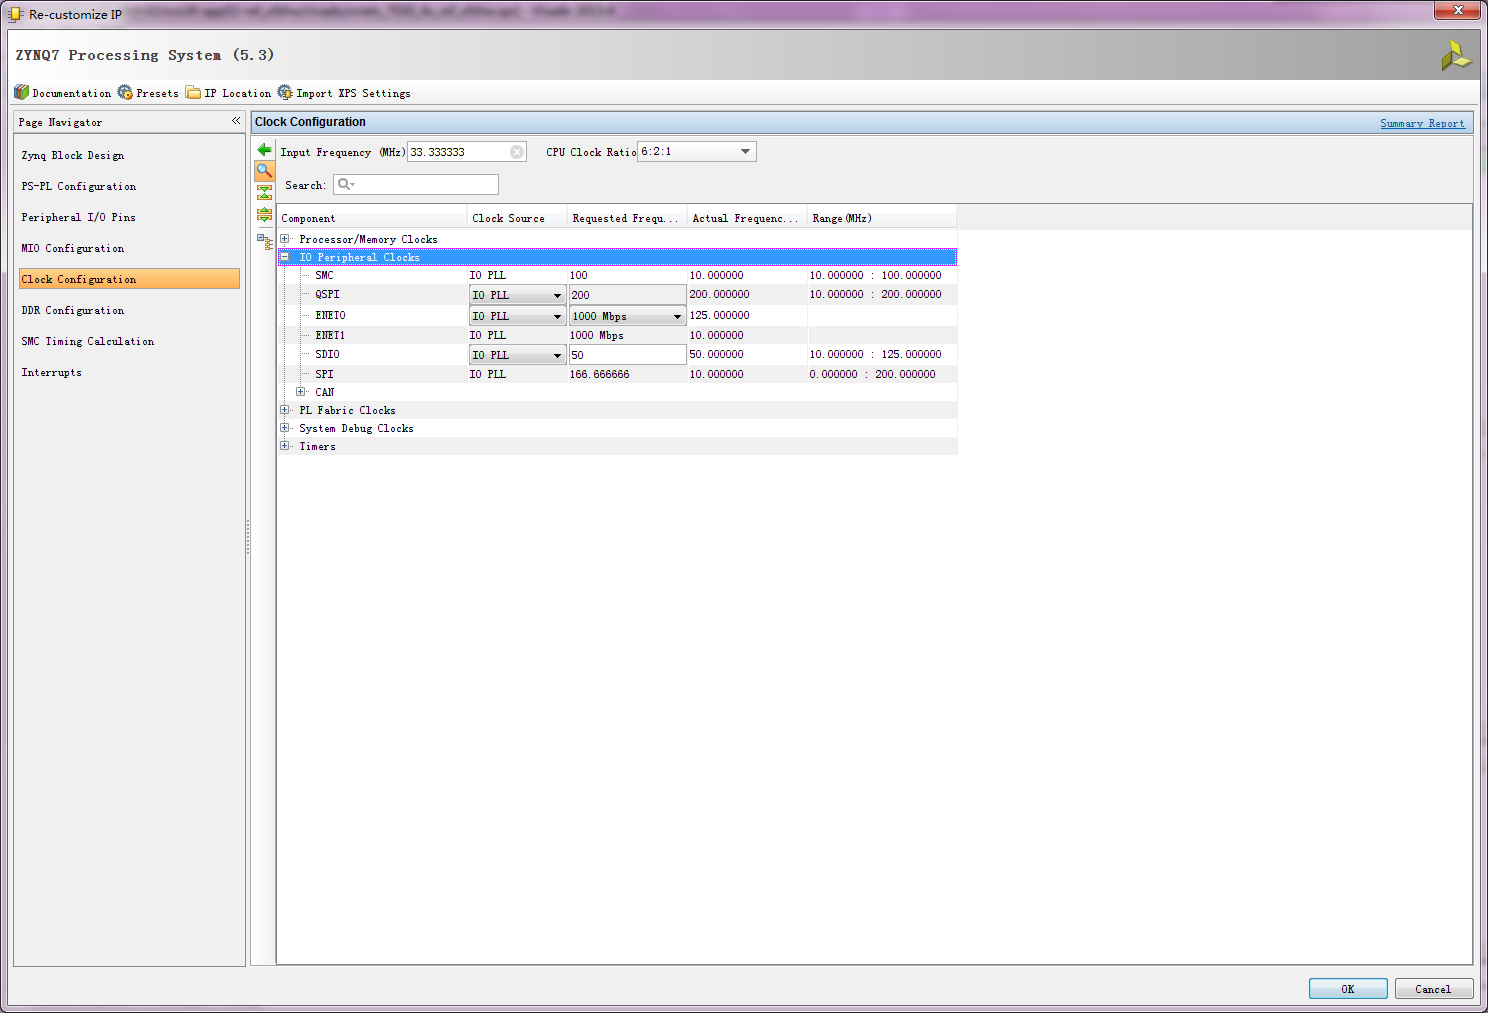 Re-customize IP
ZYNQ7 Processing System (5.3)
Documentation Presets IP Location Import XPS Settings
Page Navigator «
Zynq Block Design
PS-PL Configuration
Peripheral I/O Pins
MIO Configuration
Clock Configuration
DDR Configuration
SMC Timing Calculation
Interrupts
Clock Configuration Summary Report
Input Frequency (MHz) 33.333333 CPU Clock Ratio 6:2:1
Search:
Component Clock Source Requested Frequ... Actual Frequenc... Range(MHz)
Processor/Memory Clocks
IO Peripheral Clocks
SMC IO PLL 100 10.000000 10.000000 : 100.000000
QSPI IO PLL 200 200.000000 10.000000 : 200.000000
ENET0 IO PLL 1000 Mbps 125.000000
ENET1 IO PLL 1000 Mbps 10.000000
SDIO IO PLL 50 50.000000 10.000000 : 125.000000
SPI IO PLL 166.666666 10.000000 0.000000 : 200.000000
CAN
PL Fabric Clocks
System Debug Clocks
Timers
OK Cancel